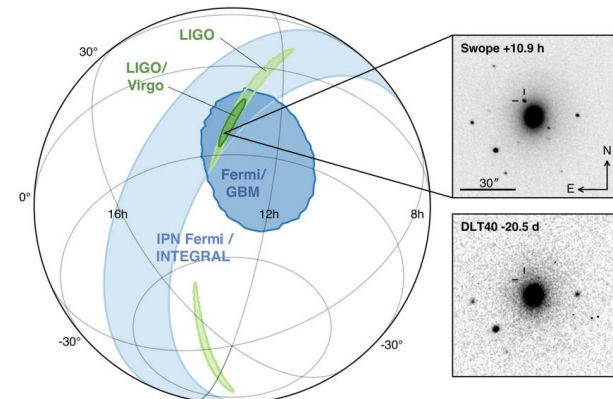 LIGO
30°
LIGO/
Virgo
Fermi/
GBM
0°
16h
12h
8h
IPN Fermi /
INTEGRAL
-30°
-30°
Swope +10.9 h
N
30"
E
DLT40 -20.5 d